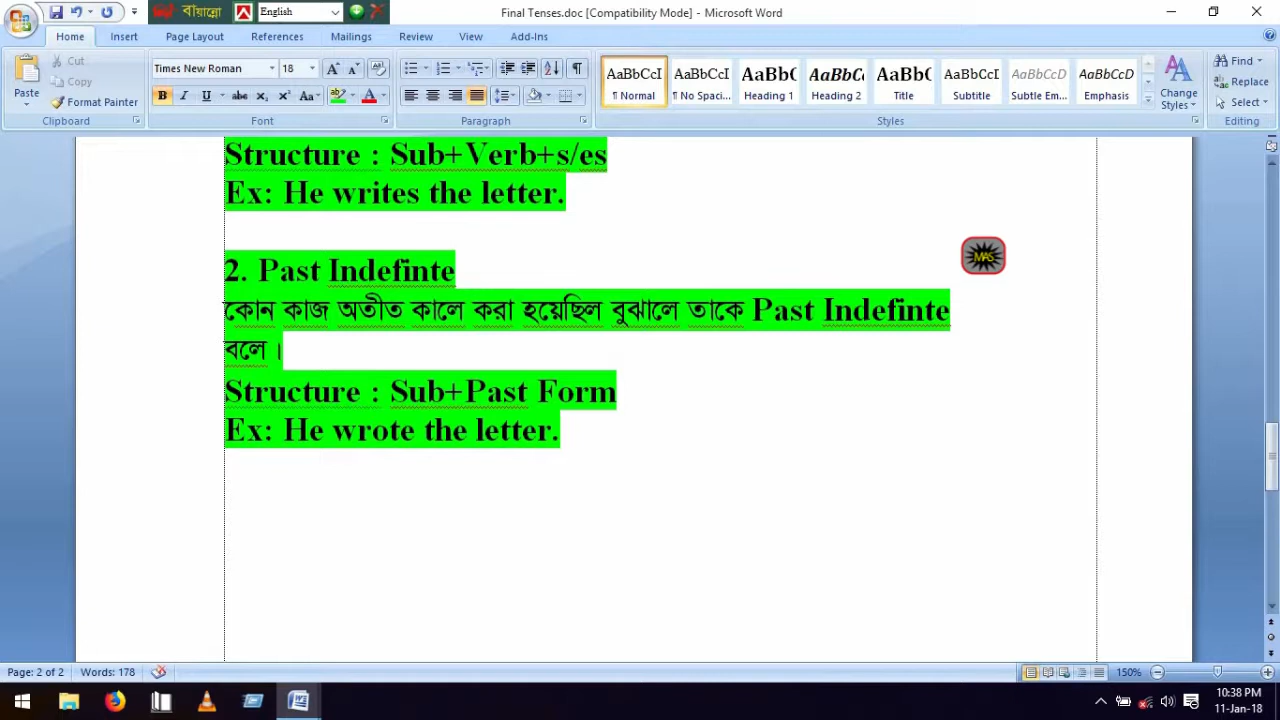 বাঁয়ান্নো
English
Final Tenses.doc [Compatibility Mode] - Microsoft Word
Home Insert Page Layout References Mailings Review View Add-Ins
Paste
Cut
Copy
Format Painter
Clipboard
Times New Roman 18
Font
Paragraph
AaBbCcI AaBbCcI AaBbC AaBbCc AaBbCcI AaBbCcI AaBbCcD AaBbCcD
¶ Normal ¶ No Spaci... Heading 1 Heading 2 Title Subtitle Subtle Em... Emphasis
Change Styles
Styles
Find
Replace
Select
Editing
Structure : Sub+Verb+s/es
Ex: He writes the letter.
2. Past Indefinte
কোন কাজ অতীত কালে করা হয়েছিল বুঝালে তাকে Past Indefinte
বলে।
Structure : Sub+Past Form
Ex: He wrote the letter.
MAS
Page: 2 of 2 Words: 178
150%
10:38 PM
11-Jan-18